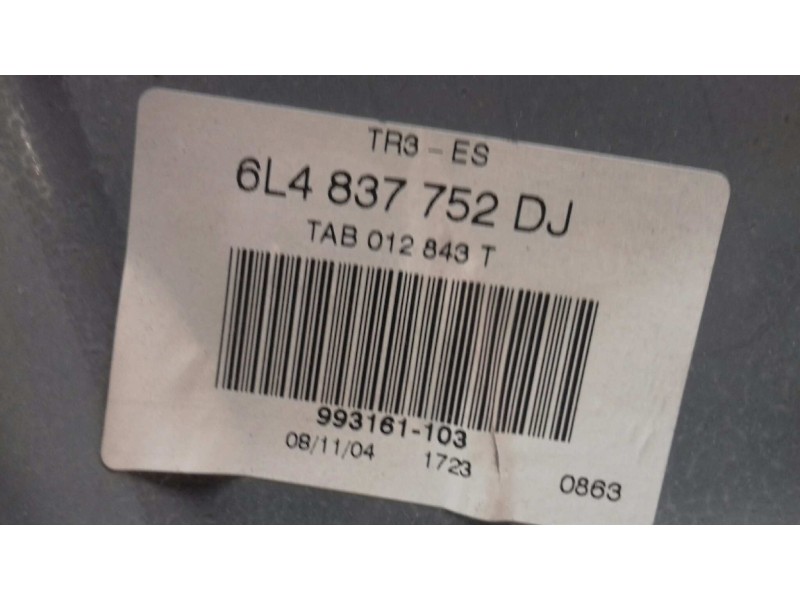 TR3 - ES
6L4 837 752 DJ
TAB 012 843 T
993161-103
08/11/04 1723
0863